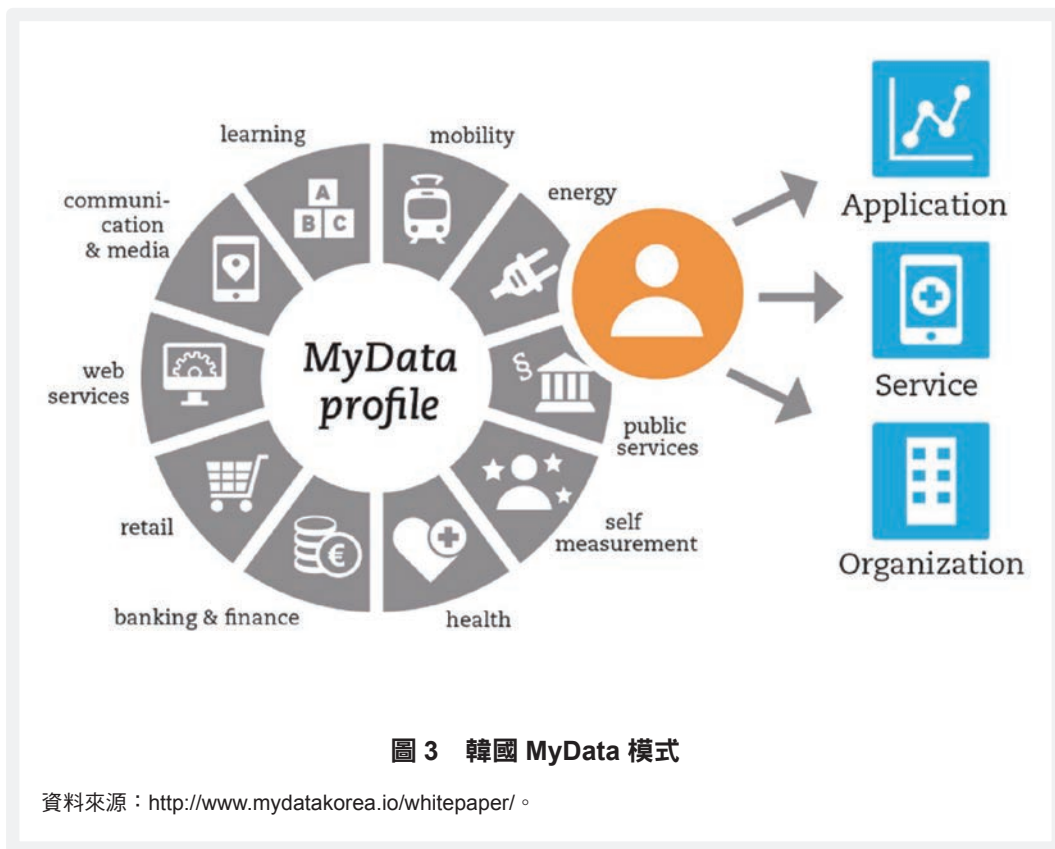 learning
mobility
energy
communi-
cation
& media
web
services
retail
banking & finance
health
self
measurement
public
services
A
B C
§
€
MyData
profile
Application
Service
Organization
圖 3　韓國 MyData 模式
資料來源：http://www.mydatakorea.io/whitepaper/。